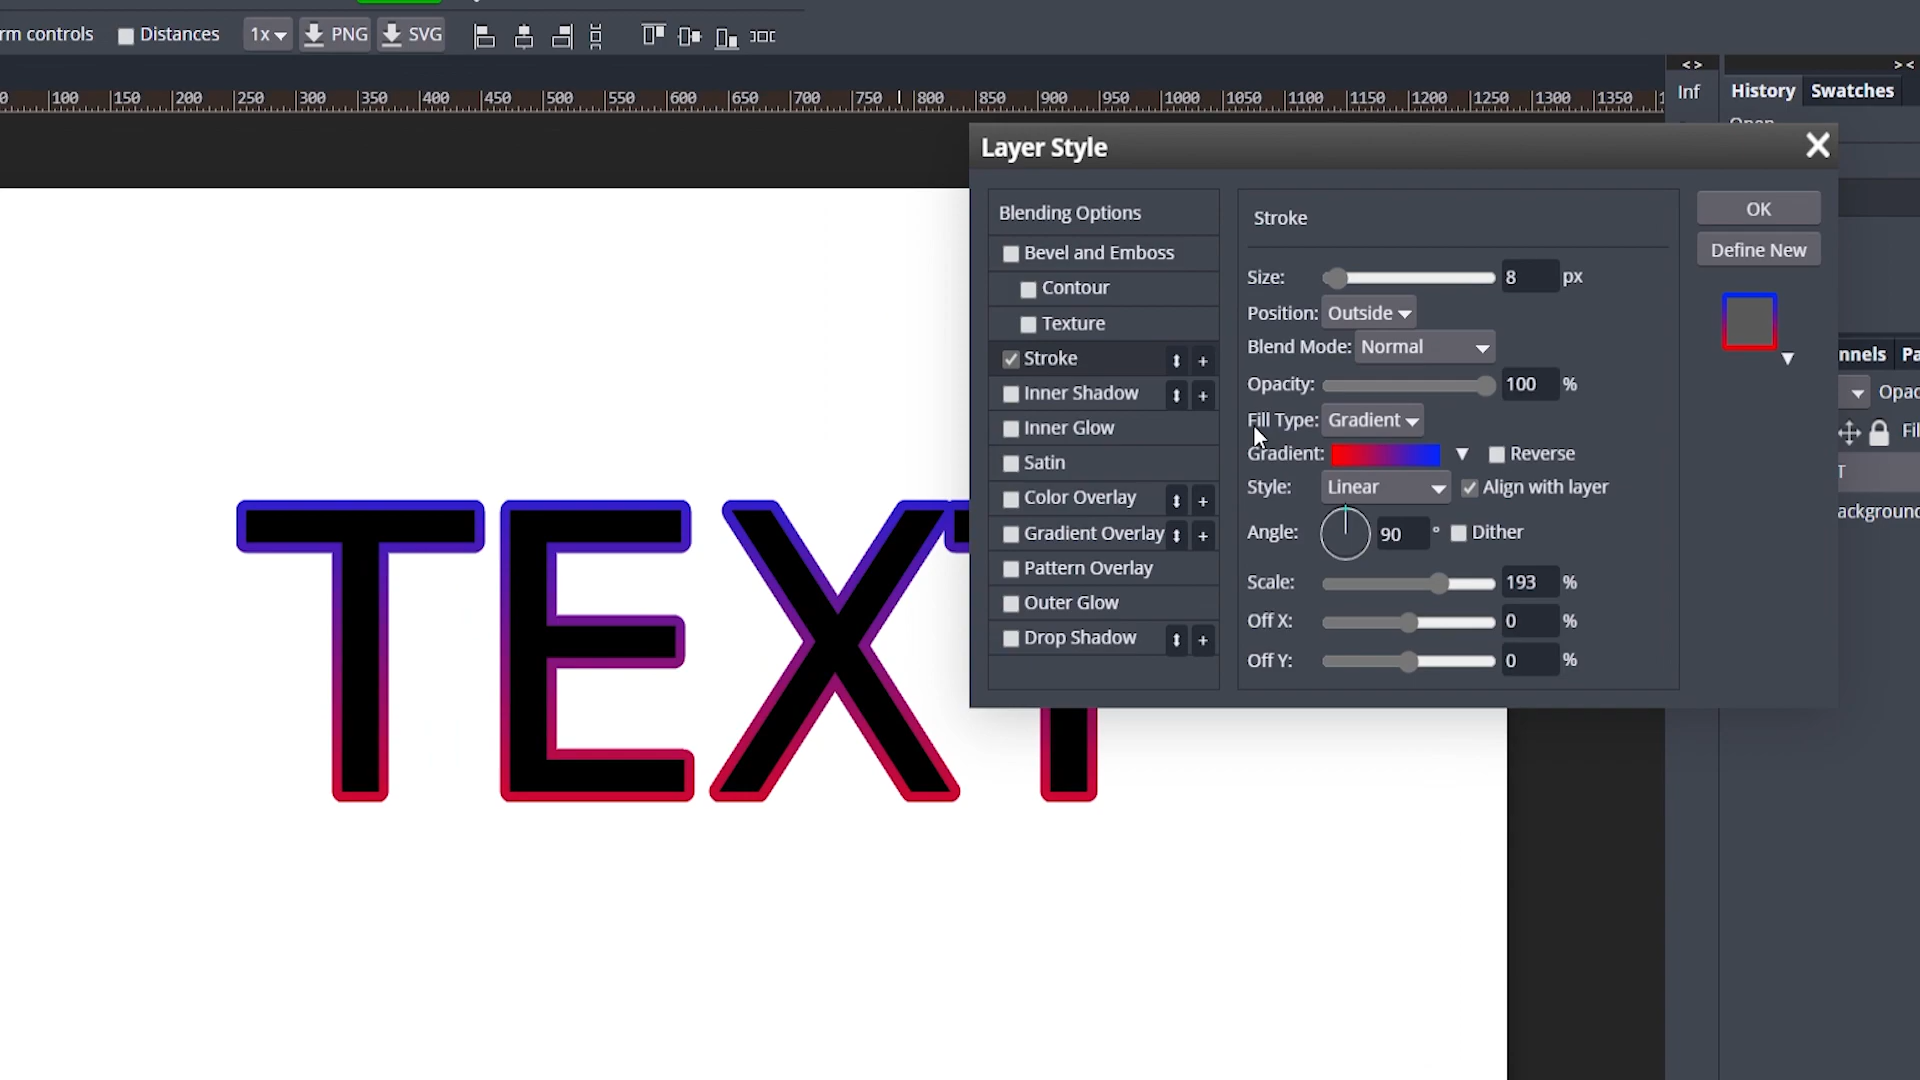 rm controls Distances 1x PNG SVG
0 100 150 200 250 300 350 400 450 500 550 600 650 700 750 800 850 900 950 1000 1050 1100 1150 1200 1250 1300 1350 1
Inf History Swatches
Open
Layer Style
Blending Options
Bevel and Emboss
Contour
Texture
Stroke
Inner Shadow
Inner Glow
Satin
Color Overlay
Gradient Overlay
Pattern Overlay
Outer Glow
Drop Shadow
Stroke
Size: 8 px
Position: Outside
Blend Mode: Normal
Opacity: 100 %
Fill Type: Gradient
Gradient: Reverse
Style: Linear Align with layer
Angle: 90 ° Dither
Scale: 193 %
Off X: 0 %
Off Y: 0 %
OK
Define New
nnels Pa
Opac
Fil
T
ackground
TEXT